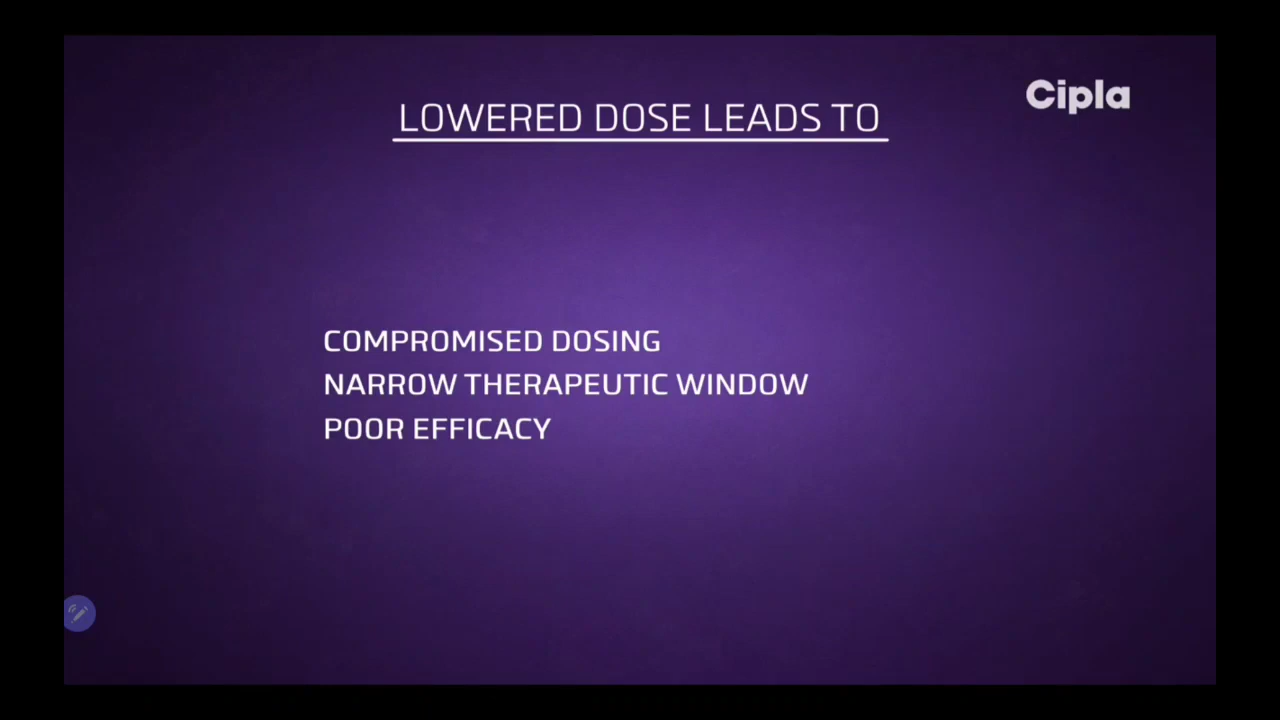 LOWERED DOSE LEADS TO
Cipla
COMPROMISED DOSING
NARROW THERAPEUTIC WINDOW
POOR EFFICACY